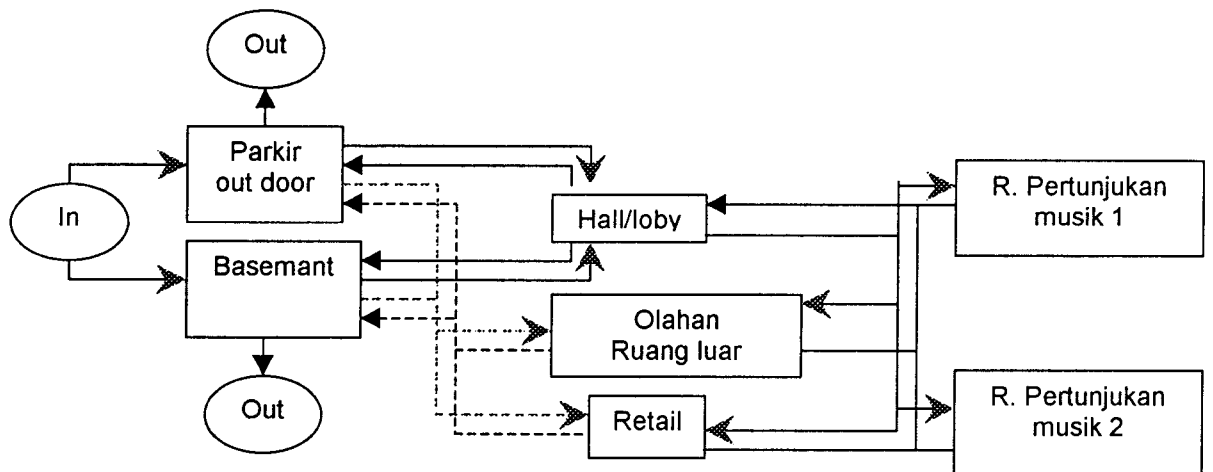 Out
Parkir
out door
In
Hall/loby
R. Pertunjukan
musik 1
Basemant
Olahan
Ruang luar
Out
Retail
R. Pertunjukan
musik 2